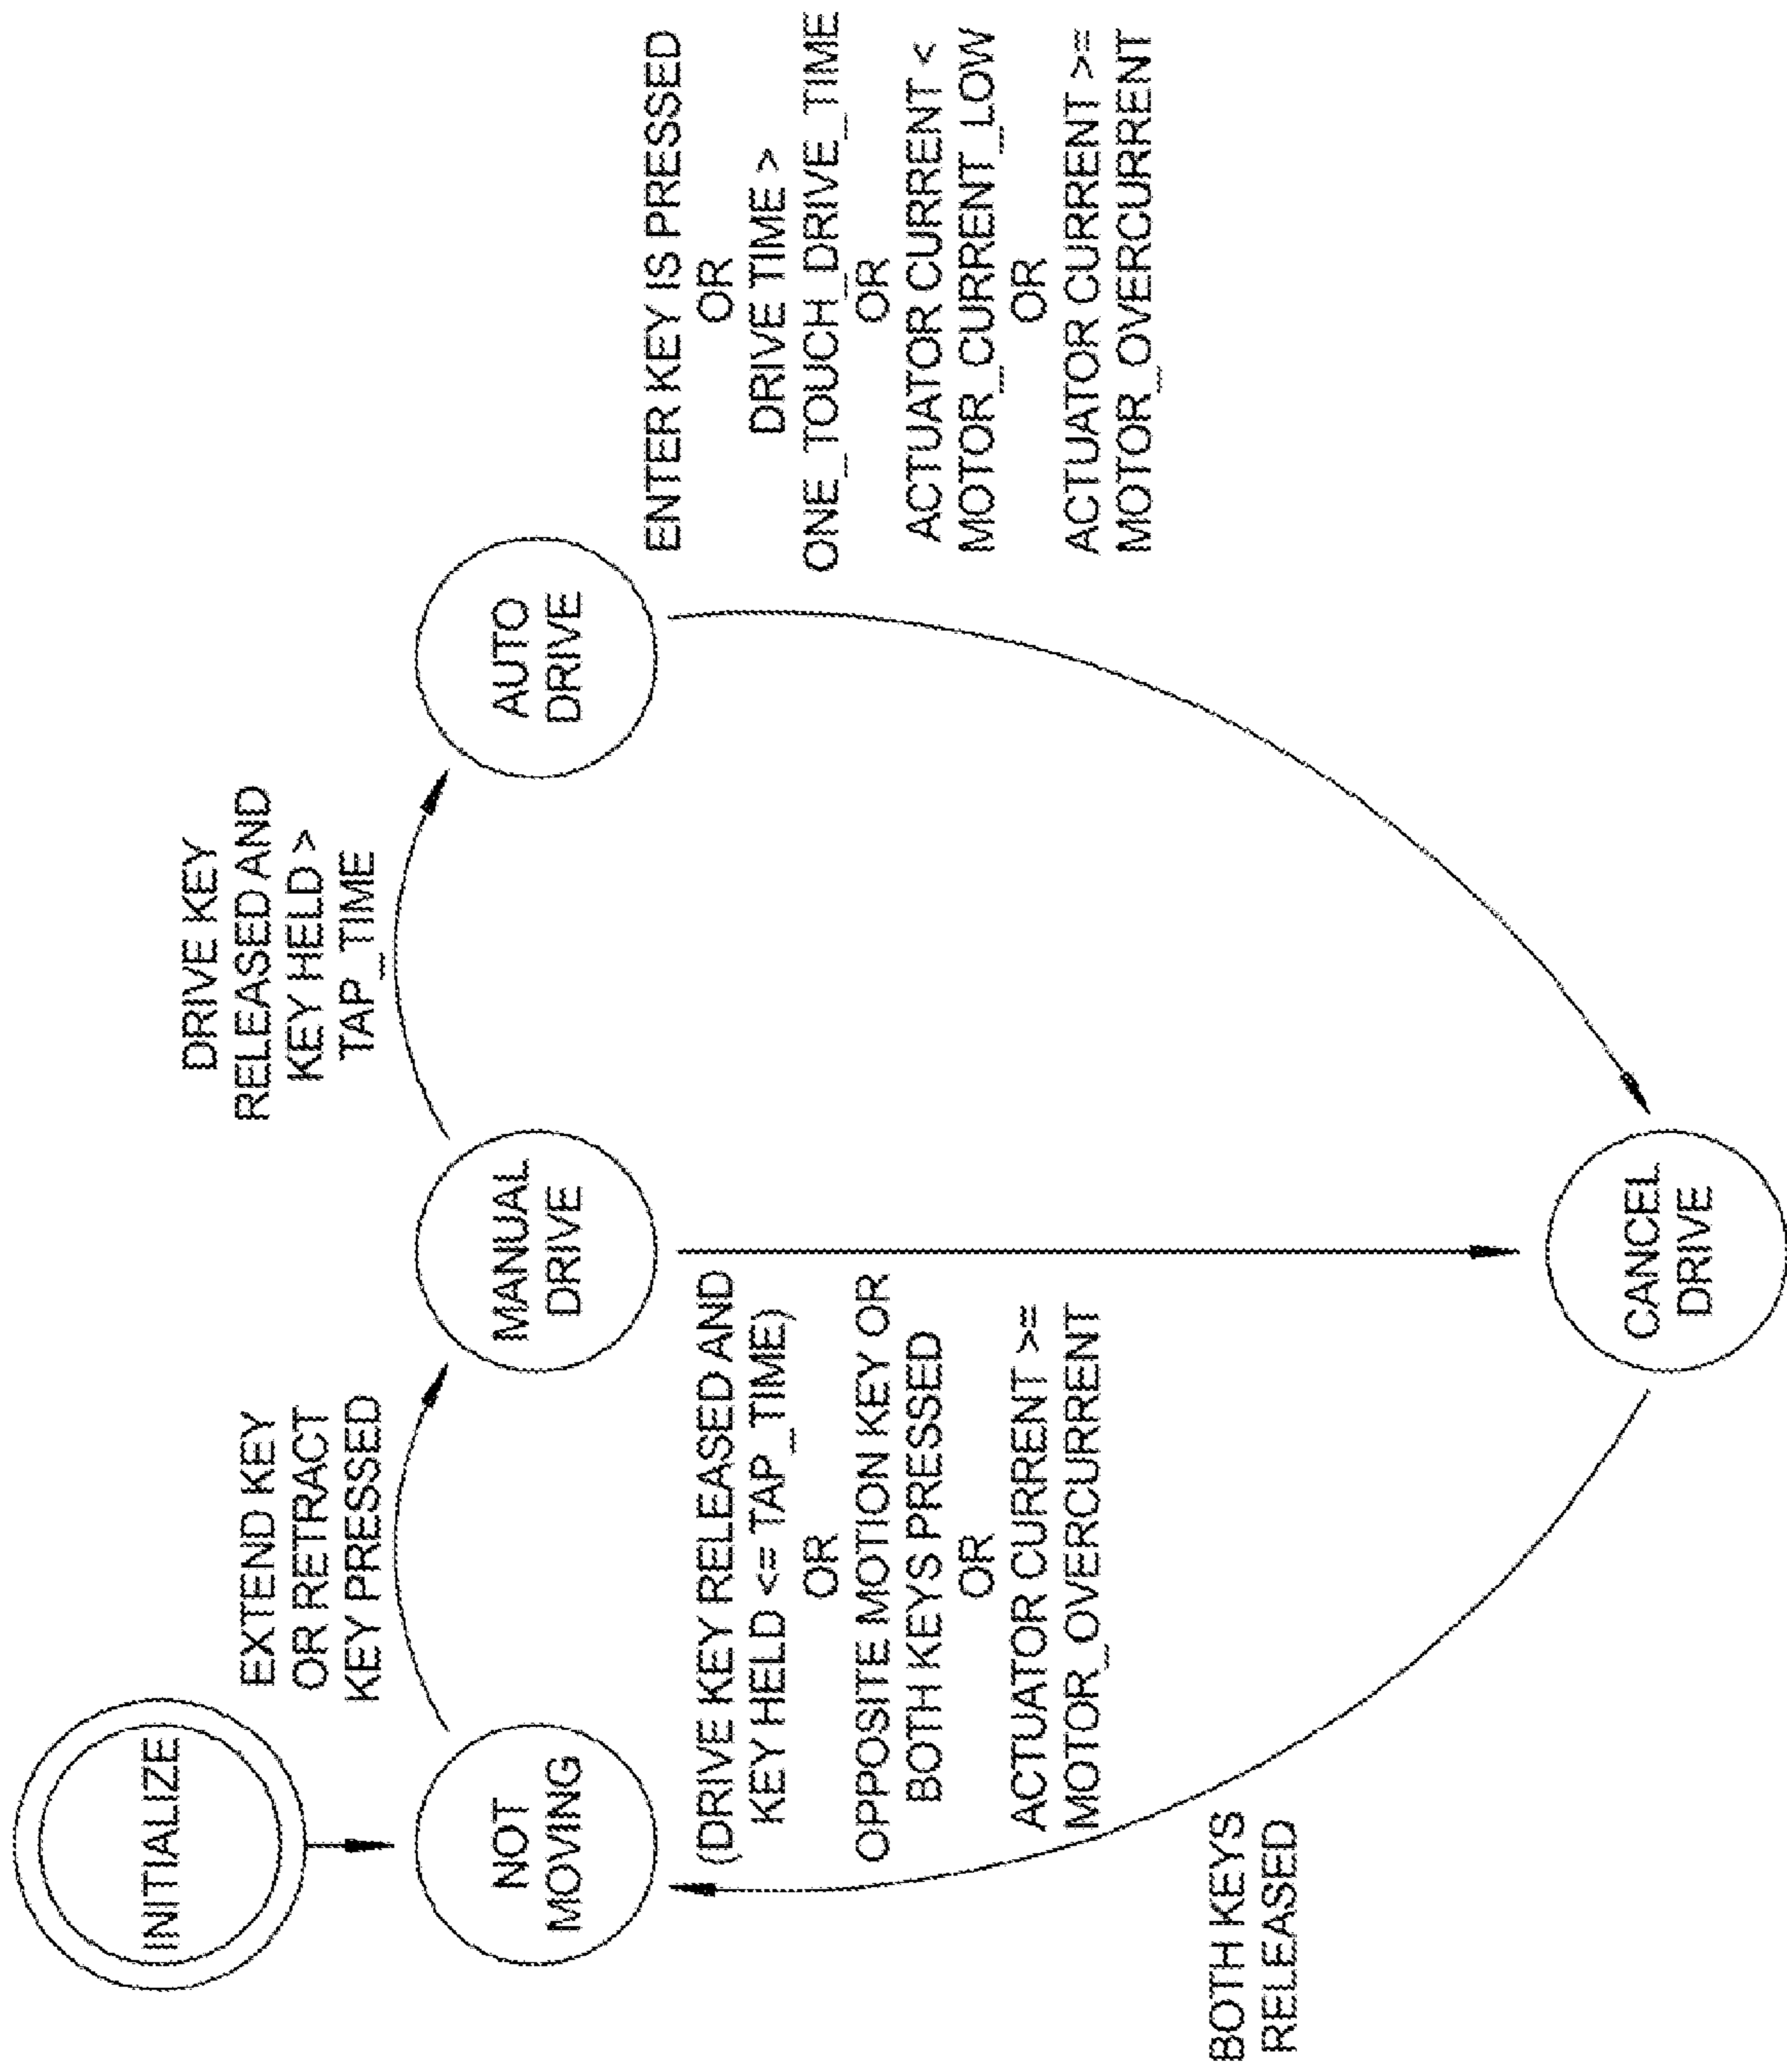 INITIALIZE
EXTEND KEY
OR RETRACT
KEY PRESSED
DRIVE KEY
RELEASED AND
KEY HELD >
TAP_TIME
NOT
MOVING
MANUAL
DRIVE
AUTO
DRIVE
(DRIVE KEY RELEASED AND
KEY HELD <= TAP_TIME)
OR
OPPOSITE MOTION KEY OR
BOTH KEYS PRESSED
OR
ACTUATOR CURRENT >=
MOTOR_OVERCURRENT
ENTER KEY IS PRESSED
OR
DRIVE TIME >
ONE_TOUCH_DRIVE_TIME
OR
ACTUATOR CURRENT <
MOTOR_CURRENT_LOW
OR
ACTUATOR CURRENT >=
MOTOR_OVERCURRENT
BOTH KEYS
RELEASED
CANCEL
DRIVE